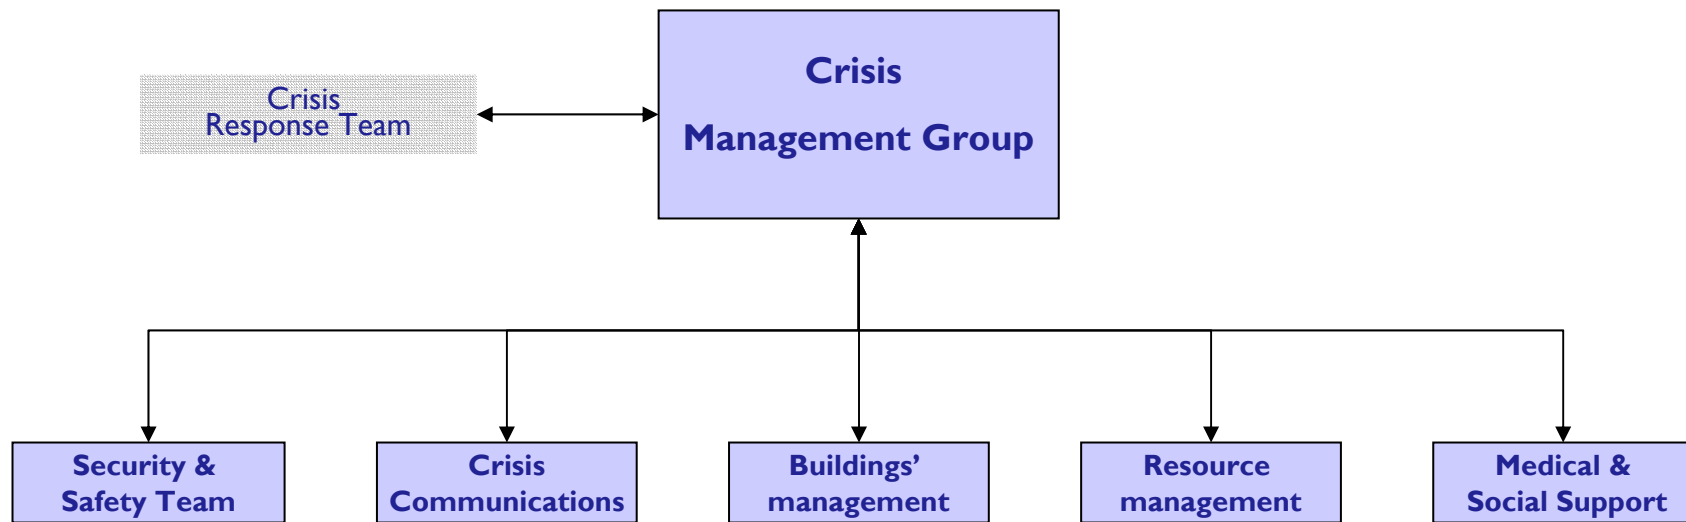 Crisis
Management Group
Crisis
Response Team
Security &
Safety Team
Crisis
Communications
Buildings’
management
Resource
management
Medical &
Social Support